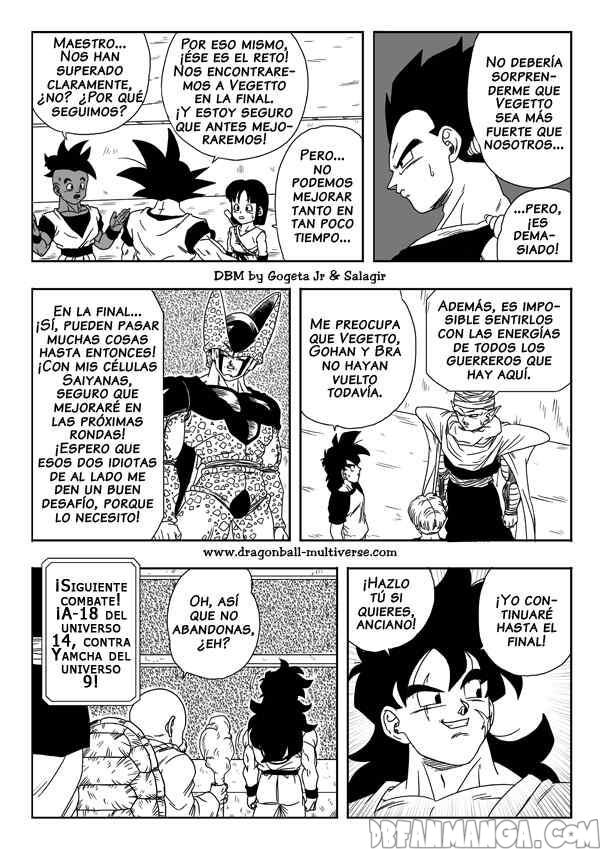 MAESTRO...
NOS HAN
SUPERADO
CLARAMENTE,
¿NO? ¿POR QUÉ
SEGUIMOS?
POR ESO MISMO,
¡ÉSE ES EL RETO!
NOS ENCONTRARE-
MOS A VEGETTO
EN LA FINAL.
¡Y ESTOY SEGURO
QUE ANTES MEJO-
RAREMOS!
PERO...
NO
PODEMOS
MEJORAR
TANTO EN
TAN POCO
TIEMPO...
NO DEBERÍA
SORPREN-
DERME QUE
VEGETTO
SEA MÁS
FUERTE QUE
NOSOTROS...
...PERO,
¡ES
DEMA-
SIADO!
DBM by Gogeta Jr & Salagir
EN LA FINAL...
¡SÍ, PUEDEN PASAR
MUCHAS COSAS
HASTA ENTONCES!
¡CON MIS CÉLULAS
SAIYANAS,
SEGURO QUE
MEJORARÉ EN
LAS PRÓXIMAS
RONDAS!
¡ESPERO QUE
ESOS DOS IDIOTAS
DE AL LADO ME
DEN UN BUEN
DESAFÍO, PORQUE
LO NECESITO!
ME PREOCUPA
QUE VEGETTO,
GOHAN Y BRA
NO HAYAN
VUELTO
TODAVÍA.
ADEMÁS, ES IMPO-
SIBLE SENTIRLOS
CON LAS ENERGÍAS
DE TODOS LOS
GUERREROS QUE
HAY AQUÍ.
www.dragonball-multiverse.com
¡SIGUIENTE
COMBATE!
¡A-18 DEL
UNIVERSO
14, CONTRA
YAMCHA DEL
UNIVERSO
9!
OH, ASÍ
QUE NO
ABANDONAS,
¿EH?
¡HAZLO
TÚ SI
QUIERES,
ANCIANO!
¡YO CON-
TINUARÉ
HASTA EL
FINAL!
DBFANMANGA.COM